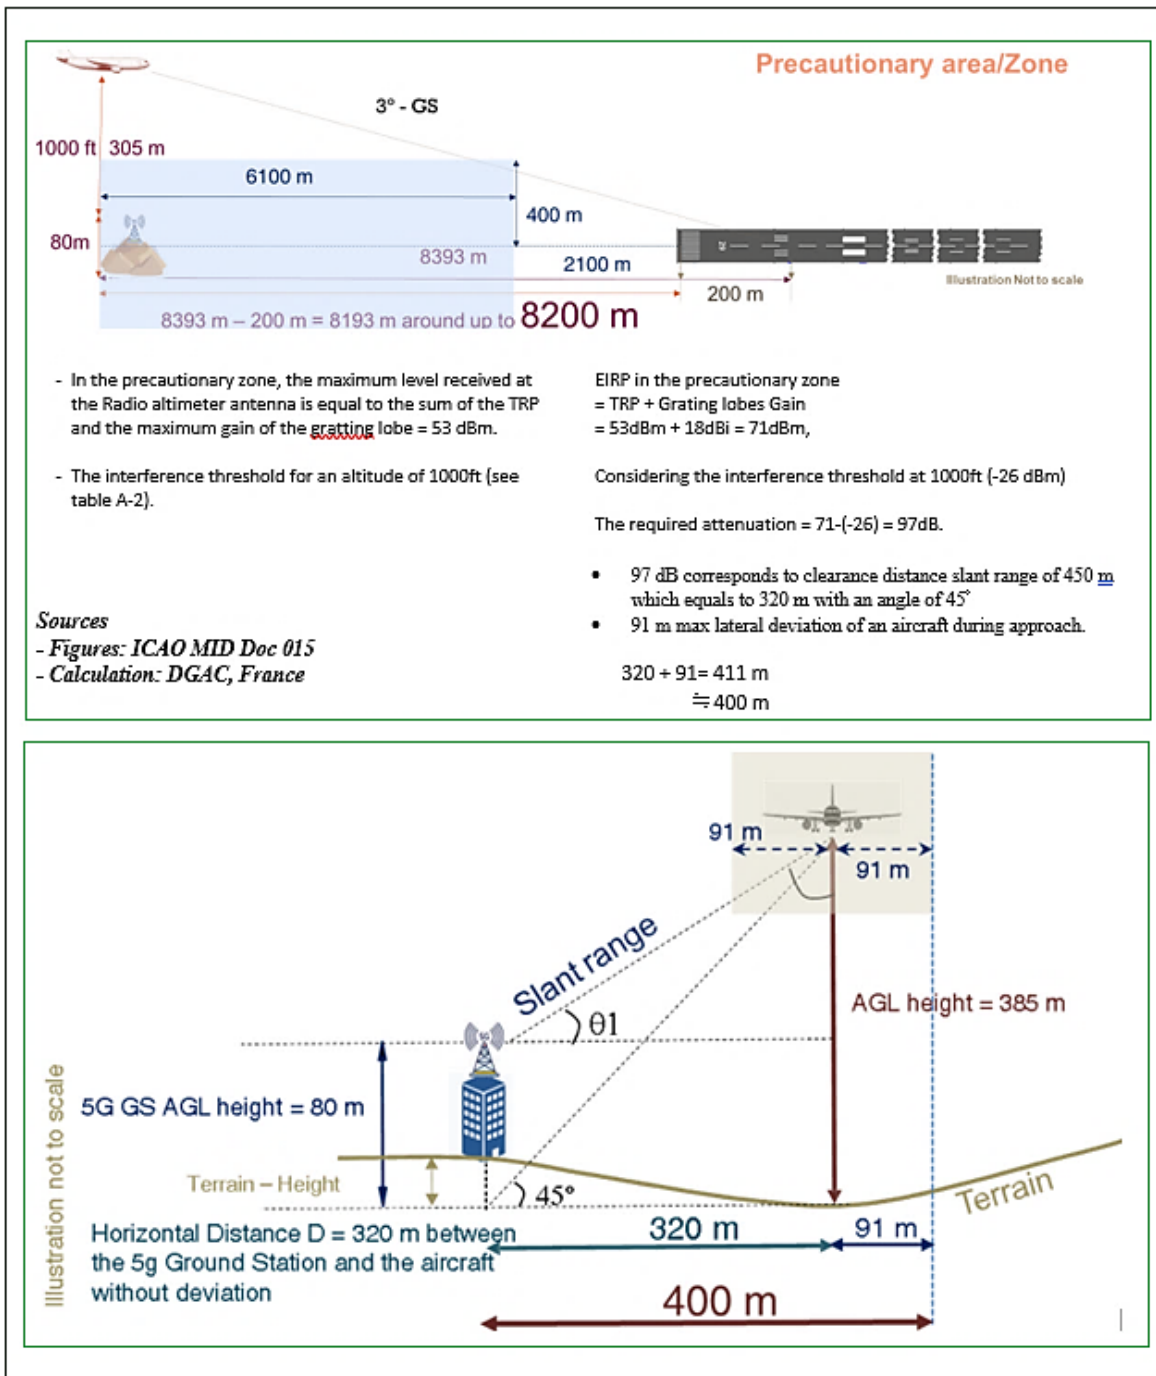 Precautionary area/Zone
3° - GS
1000 ft 305 m
6100 m
400 m
80m
8393 m
2100 m
Illustration Not to scale
200 m
8393 m – 200 m = 8193 m around up to 8200 m
- In the precautionary zone, the maximum level received at
the Radio altimeter antenna is equal to the sum of the TRP
and the maximum gain of the gratting lobe = 53 dBm.
- The interference threshold for an altitude of 1000ft (see
table A-2).
Sources
- Figures: ICAO MID Doc 015
- Calculation: DGAC, France
EIRP in the precautionary zone
= TRP + Grating lobes Gain
= 53dBm + 18dBi = 71dBm,
Considering the interference threshold at 1000ft (-26 dBm)
The required attenuation = 71-(-26) = 97dB.
• 97 dB corresponds to clearance distance slant range of 450 m
which equals to 320 m with an angle of 45°
• 91 m max lateral deviation of an aircraft during approach.
320 + 91= 411 m
≒ 400 m
91 m
91 m
Slant range
θ1
AGL height = 385 m
5G
5G GS AGL height = 80 m
Illustration not to scale
Terrain – Height
45°
Terrain
Horizontal Distance D = 320 m between
the 5g Ground Station and the aircraft
without deviation
320 m
91 m
400 m